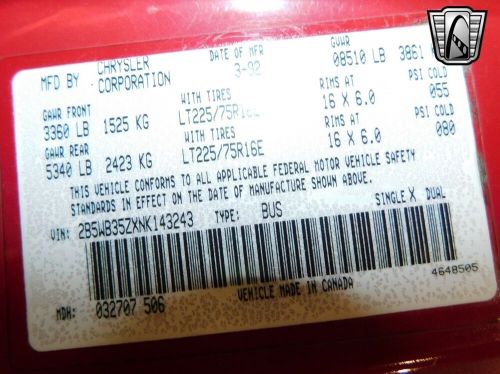 MFD BY CHRYSLER CORPORATION DATE OF MFR 3-92 GVWR 08510 LB 3861
GAWR FRONT WITH TIRES RIMS AT PSI COLD
3360 LB 1525 KG LT225/75R16E 16 X 6.0 055
GAWR REAR WITH TIRES RIMS AT PSI COLD
5340 LB 2423 KG LT225/75R16E 16 X 6.0 080
THIS VEHICLE CONFORMS TO ALL APPLICABLE FEDERAL MOTOR VEHICLE SAFETY
STANDARDS IN EFFECT ON THE DATE OF MANUFACTURE SHOWN ABOVE.
VIN: 2B5WB35ZXNK143243 TYPE: BUS SINGLE X DUAL
MDH: 032707 506 VEHICLE MADE IN CANADA 4648505